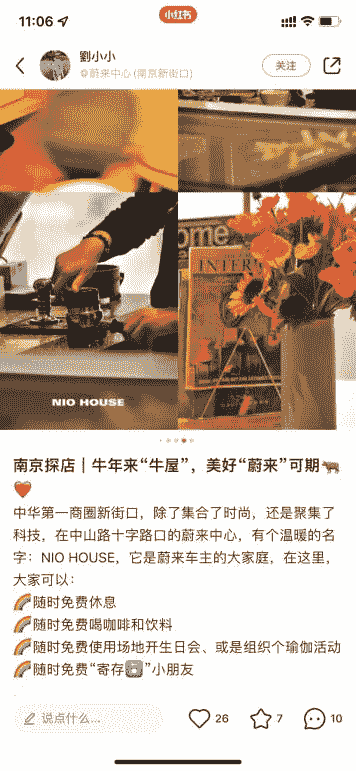 11:06
小红书
劉小小
蔚来中心 (南京新街口)
关注
ome
INTER
NIO HOUSE
南京探店｜牛年来“牛屋”，美好“蔚来”可期🐂
❤️
中华第一商圈新街口，除了集合了时尚，还是聚集了
科技，在中山路十字路口的蔚来中心，有个温暖的名
字：NIO HOUSE，它是蔚来车主的大家庭，在这里，
大家可以：
🌈随时免费休息
🌈随时免费喝咖啡和饮料
🌈随时免费使用场地开生日会、或是组织个瑜伽活动
🌈随时免费“寄存👶”小朋友
说点什么...
26
7
10